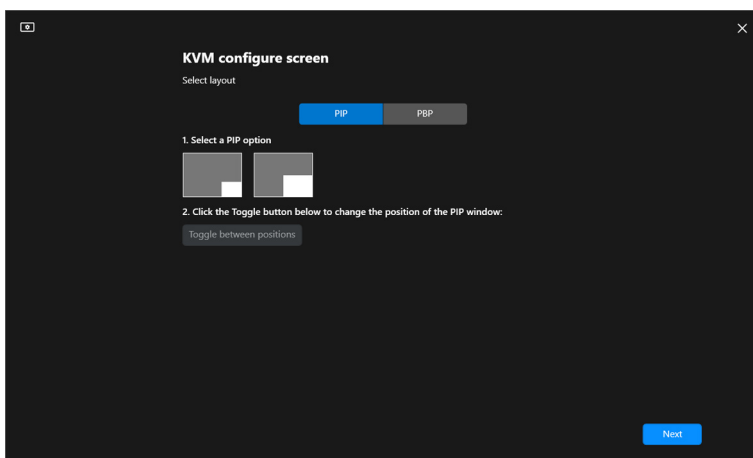 KVM configure screen
Select layout
PIP PBP
1. Select a PIP option
2. Click the Toggle button below to change the position of the PIP window:
Toggle between positions
Next